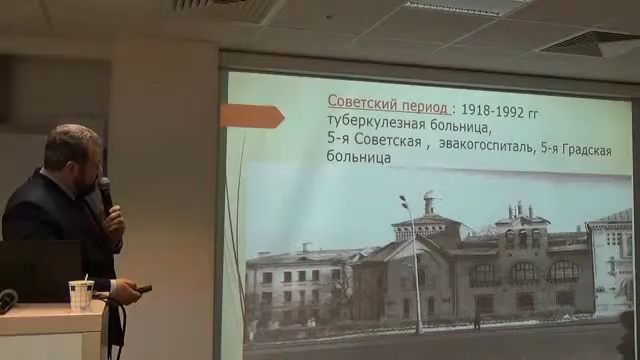 Советский период : 1918-1992 гг
туберкулезная больница,
5-я Советская , эвакогоспиталь, 5-я Градская
больница